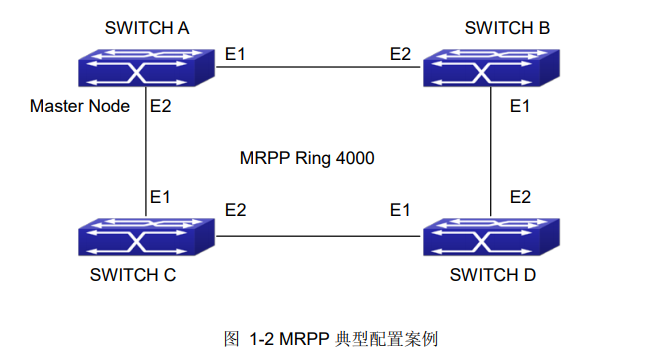 SWITCH A
SWITCH B
E1
E2
Master Node
E2
E1
MRPP Ring 4000
E1
E2
E2
E1
SWITCH C
SWITCH D
图 1-2 MRPP 典型配置案例